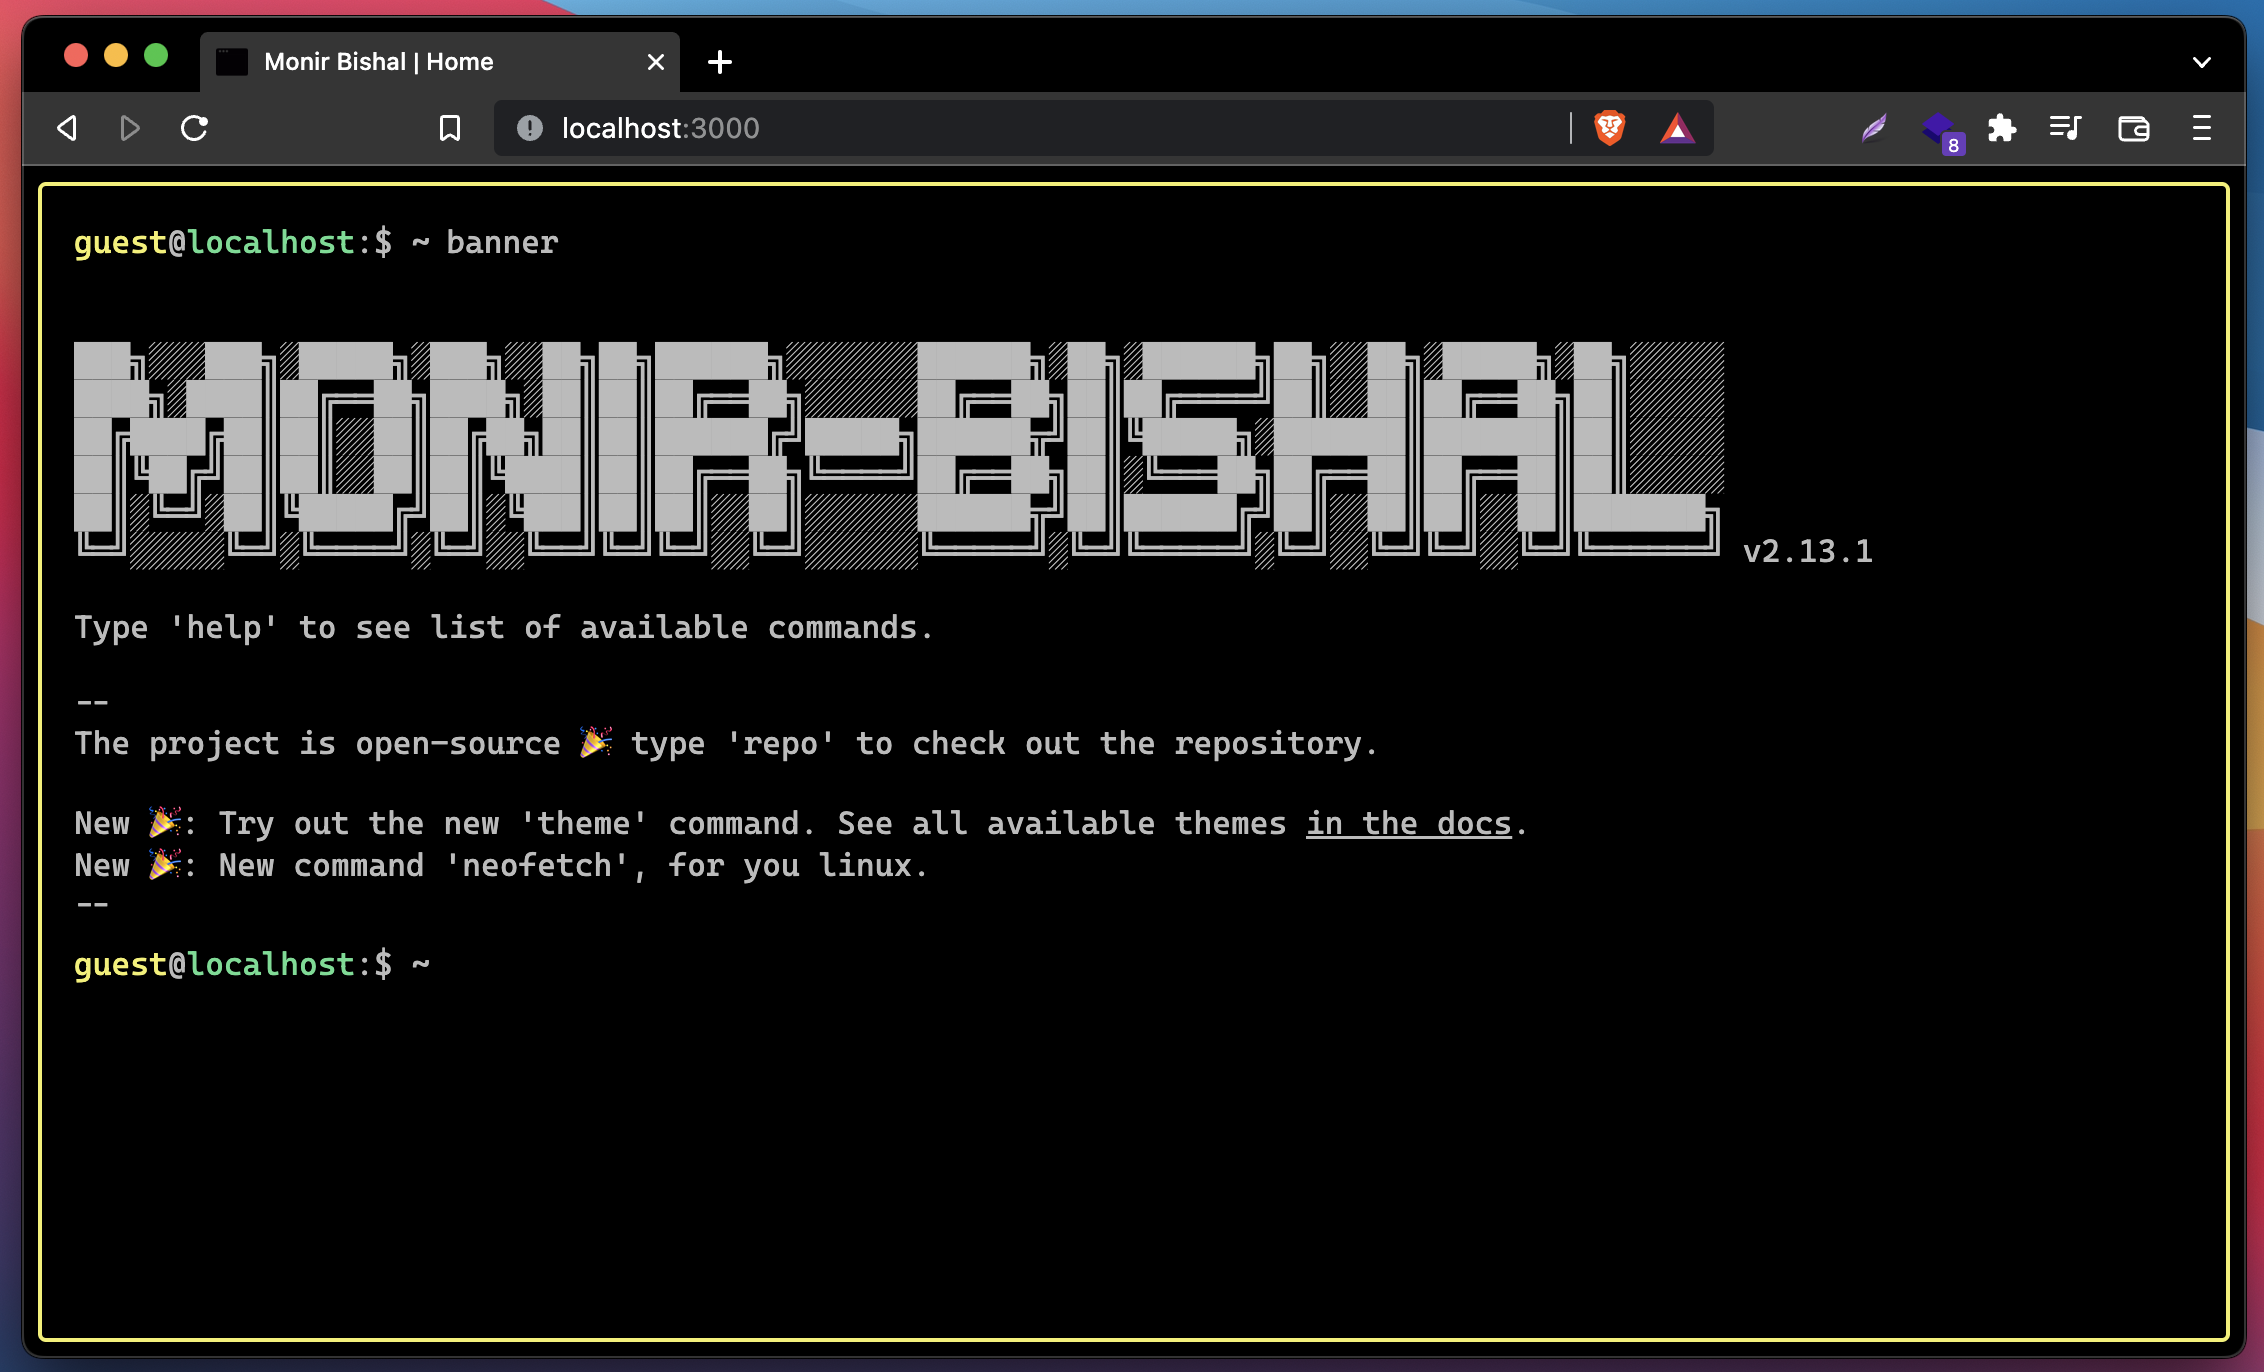 Monir Bishal | Home
localhost:3000
8
guest@localhost:$ ~ banner
MONIR-BISHAL v2.13.1
Type 'help' to see list of available commands.
--
The project is open-source 🎉 type 'repo' to check out the repository.
New 🎉: Try out the new 'theme' command. See all available themes in the docs.
New 🎉: New command 'neofetch', for you linux.
--
guest@localhost:$ ~